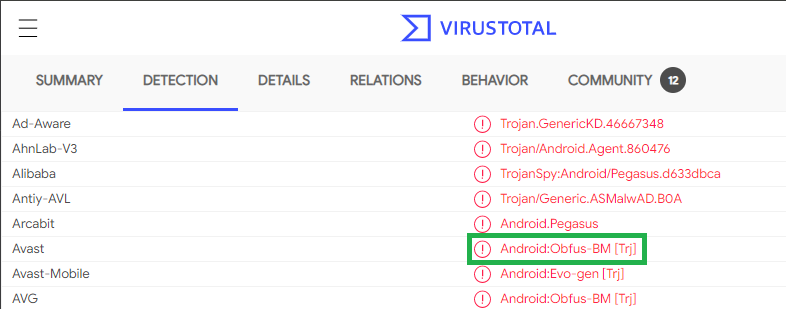 VIRUSTOTAL
SUMMARY DETECTION DETAILS RELATIONS BEHAVIOR COMMUNITY 12
Ad-Aware Trojan.GenericKD.46667348
AhnLab-V3 Trojan/Android.Agent.860476
Alibaba TrojanSpy:Android/Pegasus.d633dbca
Antiy-AVL Trojan/Generic.ASMalwAD.B0A
Arcabit Android.Pegasus
Avast Android:Obfus-BM [Trj]
Avast-Mobile Android:Evo-gen [Trj]
AVG Android:Obfus-BM [Trj]